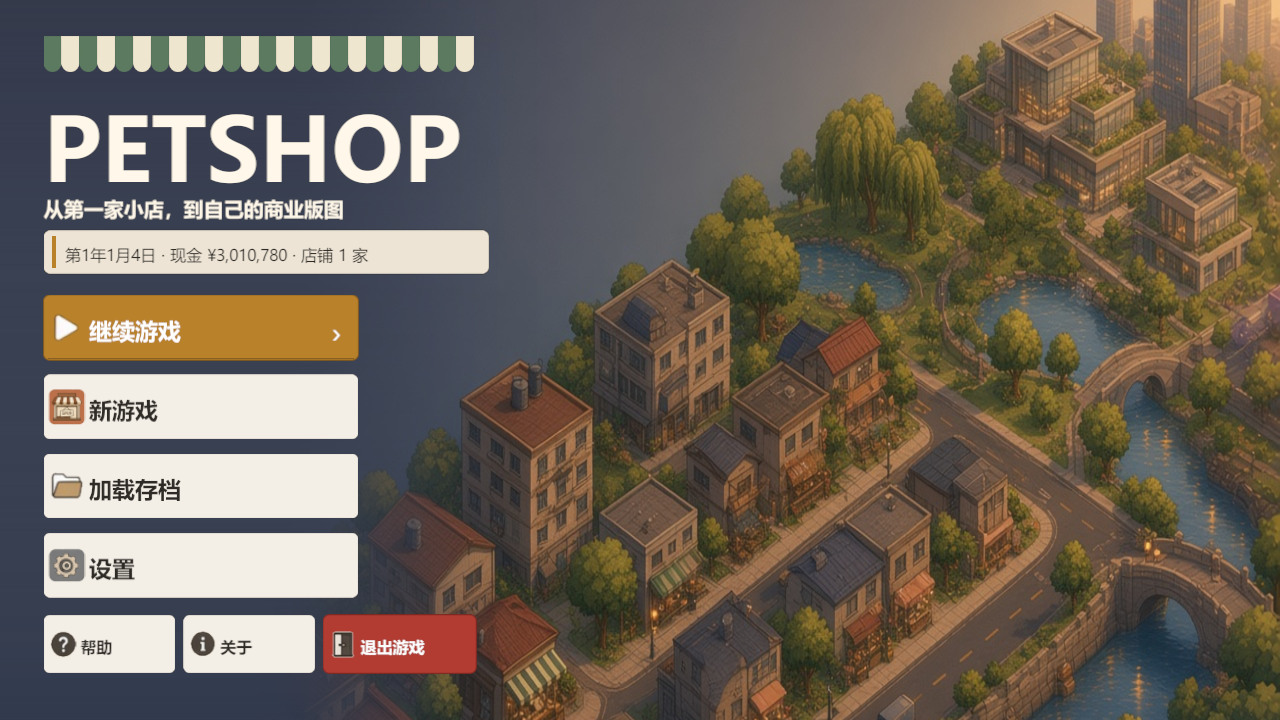 PETSHOP
从第一家小店，到自己的商业版图
第1年1月4日 · 现金 ¥3,010,780 · 店铺 1 家
继续游戏 ›
新游戏
加载存档
设置
帮助
关于
退出游戏